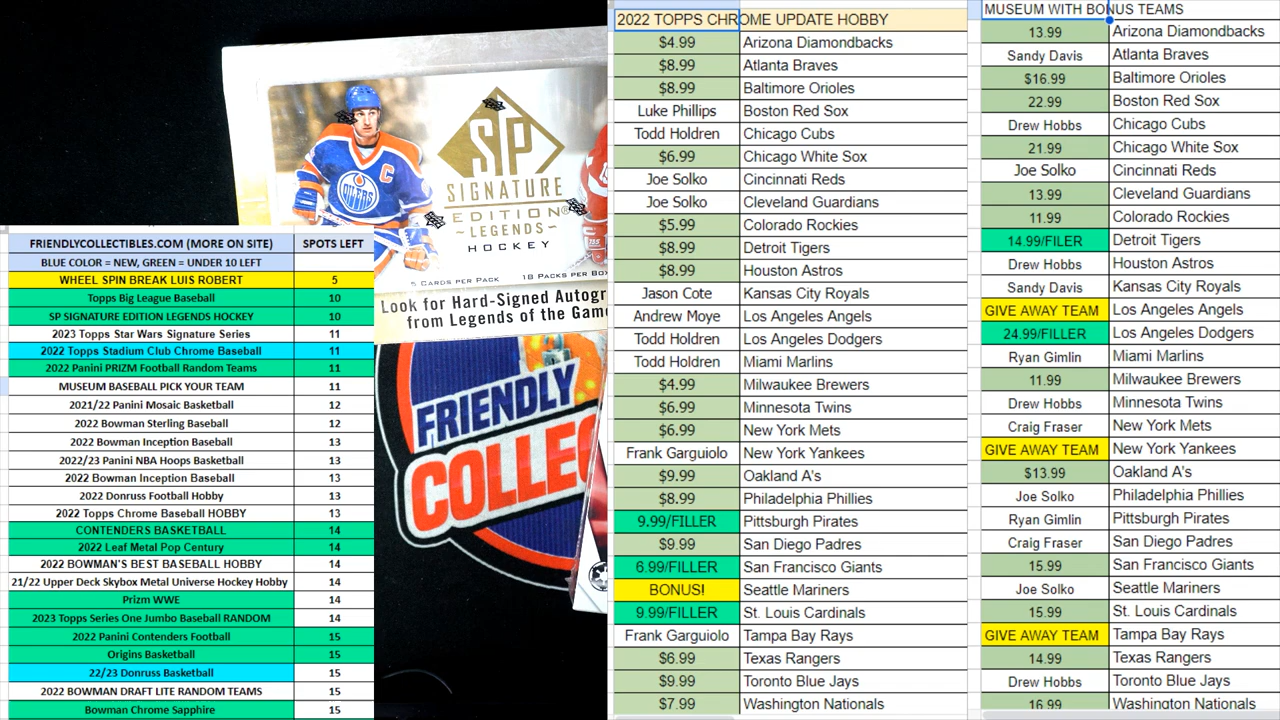 FRIENDLYCOLLECTIBLES.COM (MORE ON SITE) SPOTS LEFT
BLUE COLOR = NEW, GREEN = UNDER 10 LEFT
WHEEL SPIN BREAK LUIS ROBERT 5
Topps Big League Baseball 10
SP SIGNATURE EDITION LEGENDS HOCKEY 10
2023 Topps Star Wars Signature Series 11
2022 Topps Stadium Club Chrome Baseball 11
2022 Panini PRIZM Football Random Teams 11
MUSEUM BASEBALL PICK YOUR TEAM 11
2021/22 Panini Mosaic Basketball 12
2022 Bowman Sterling Baseball 12
2022 Bowman Inception Baseball 13
2022/23 Panini NBA Hoops Basketball 13
2022 Bowman Inception Baseball 13
2022 Donruss Football Hobby 13
2022 Topps Chrome Baseball HOBBY 13
CONTENDERS BASKETBALL 14
2022 Leaf Metal Pop Century 14
2022 BOWMAN'S BEST BASEBALL HOBBY 14
21/22 Upper Deck Skybox Metal Universe Hockey Hobby 14
Prizm WWE 14
2023 Topps Series One Jumbo Baseball RANDOM 14
2022 Panini Contenders Football 15
Origins Basketball 15
22/23 Donruss Basketball 15
2022 BOWMAN DRAFT LITE RANDOM TEAMS 15
Bowman Chrome Sapphire 15
SP
SIGNATURE
EDITION®
LEGENDS
HOCKEY
5 CARDS PER PACK 18 PACKS PER BOX
Look for Hard-Signed Autogr
from Legends of the Game
OILERS
C
FRIENDLY
COLLEC
2022 TOPPS CHROME UPDATE HOBBY
$4.99 Arizona Diamondbacks
$8.99 Atlanta Braves
$8.99 Baltimore Orioles
Luke Phillips Boston Red Sox
Todd Holdren Chicago Cubs
$6.99 Chicago White Sox
Joe Solko Cincinnati Reds
Joe Solko Cleveland Guardians
$5.99 Colorado Rockies
$8.99 Detroit Tigers
$8.99 Houston Astros
Jason Cote Kansas City Royals
Andrew Moye Los Angeles Angels
Todd Holdren Los Angeles Dodgers
Todd Holdren Miami Marlins
$4.99 Milwaukee Brewers
$6.99 Minnesota Twins
$6.99 New York Mets
Frank Garguiolo New York Yankees
$9.99 Oakland A's
$8.99 Philadelphia Phillies
9.99/FILLER Pittsburgh Pirates
$9.99 San Diego Padres
6.99/FILLER San Francisco Giants
BONUS! Seattle Mariners
9.99/FILLER St. Louis Cardinals
Frank Garguiolo Tampa Bay Rays
$6.99 Texas Rangers
$9.99 Toronto Blue Jays
$7.99 Washington Nationals
MUSEUM WITH BONUS TEAMS
13.99 Arizona Diamondbacks
Sandy Davis Atlanta Braves
$16.99 Baltimore Orioles
22.99 Boston Red Sox
Drew Hobbs Chicago Cubs
21.99 Chicago White Sox
Joe Solko Cincinnati Reds
13.99 Cleveland Guardians
11.99 Colorado Rockies
14.99/FILER Detroit Tigers
Drew Hobbs Houston Astros
Sandy Davis Kansas City Royals
GIVE AWAY TEAM Los Angeles Angels
24.99/FILLER Los Angeles Dodgers
Ryan Gimlin Miami Marlins
11.99 Milwaukee Brewers
Drew Hobbs Minnesota Twins
Craig Fraser New York Mets
GIVE AWAY TEAM New York Yankees
$13.99 Oakland A's
Joe Solko Philadelphia Phillies
Ryan Gimlin Pittsburgh Pirates
Craig Fraser San Diego Padres
15.99 San Francisco Giants
Joe Solko Seattle Mariners
15.99 St. Louis Cardinals
GIVE AWAY TEAM Tampa Bay Rays
14.99 Texas Rangers
Drew Hobbs Toronto Blue Jays
16.99 Washington Nationals